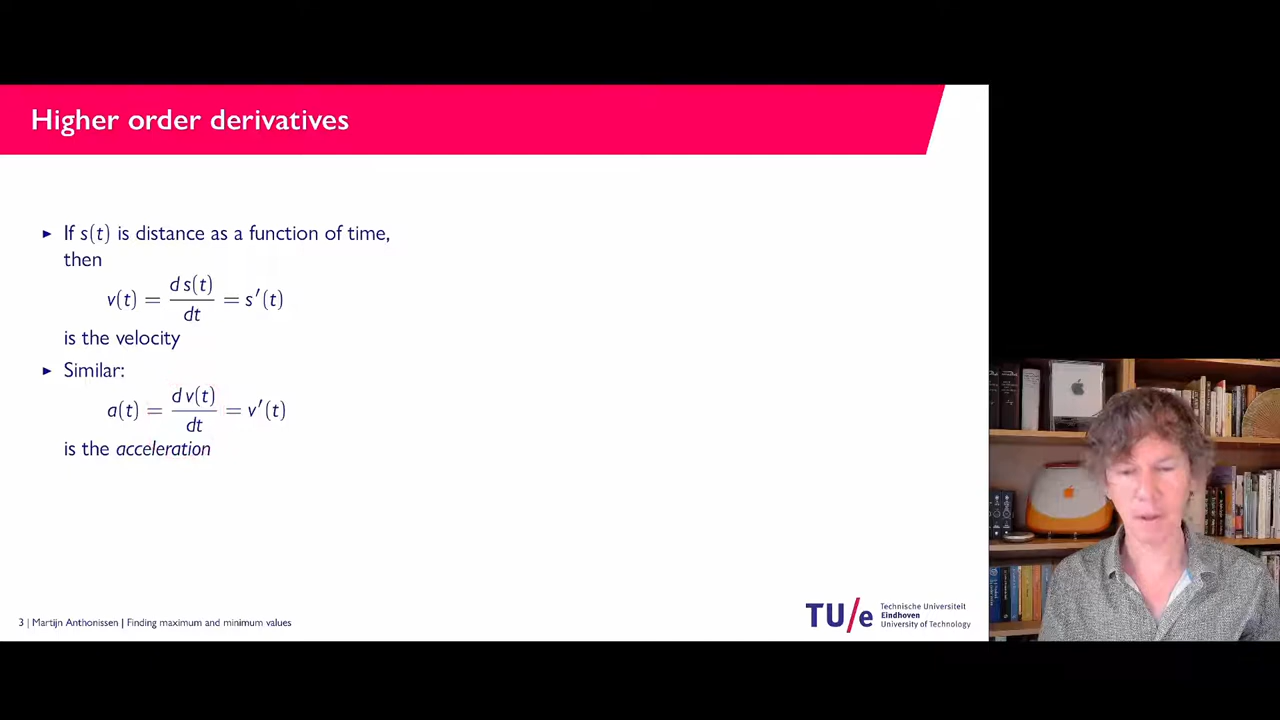 Higher order derivatives
▸ If s(t) is distance as a function of time,
then
v(t) = d s(t)/dt = s′(t)
is the velocity
▸ Similar:
a(t) = d v(t)/dt = v′(t)
is the acceleration
3 | Martijn Anthonissen | Finding maximum and minimum values
TU/e
Technische Universiteit
Eindhoven
University of Technology